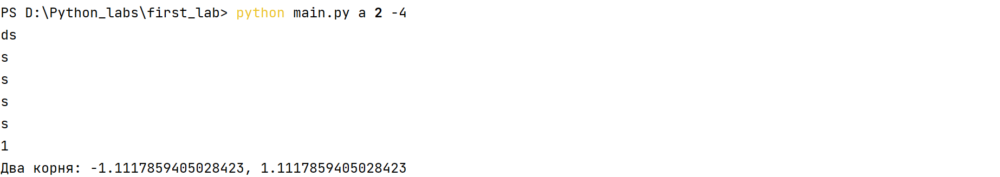 PS D:\Python_labs\first_lab> python main.py a 2 -4
ds
s
s
s
s
1
Два корня: -1.1117859405028423, 1.1117859405028423